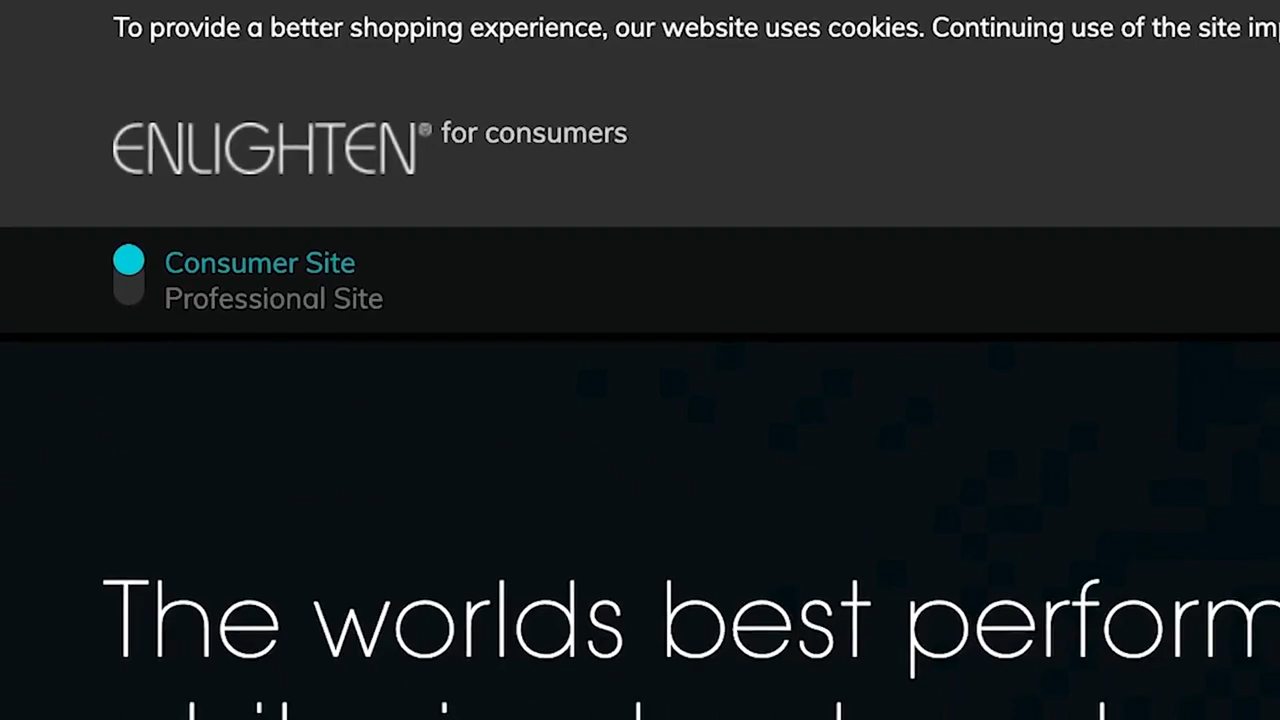 To provide a better shopping experience, our website uses cookies. Continuing use of the site
ENLIGHTEN® for consumers
Consumer Site
Professional Site
The worlds best perform